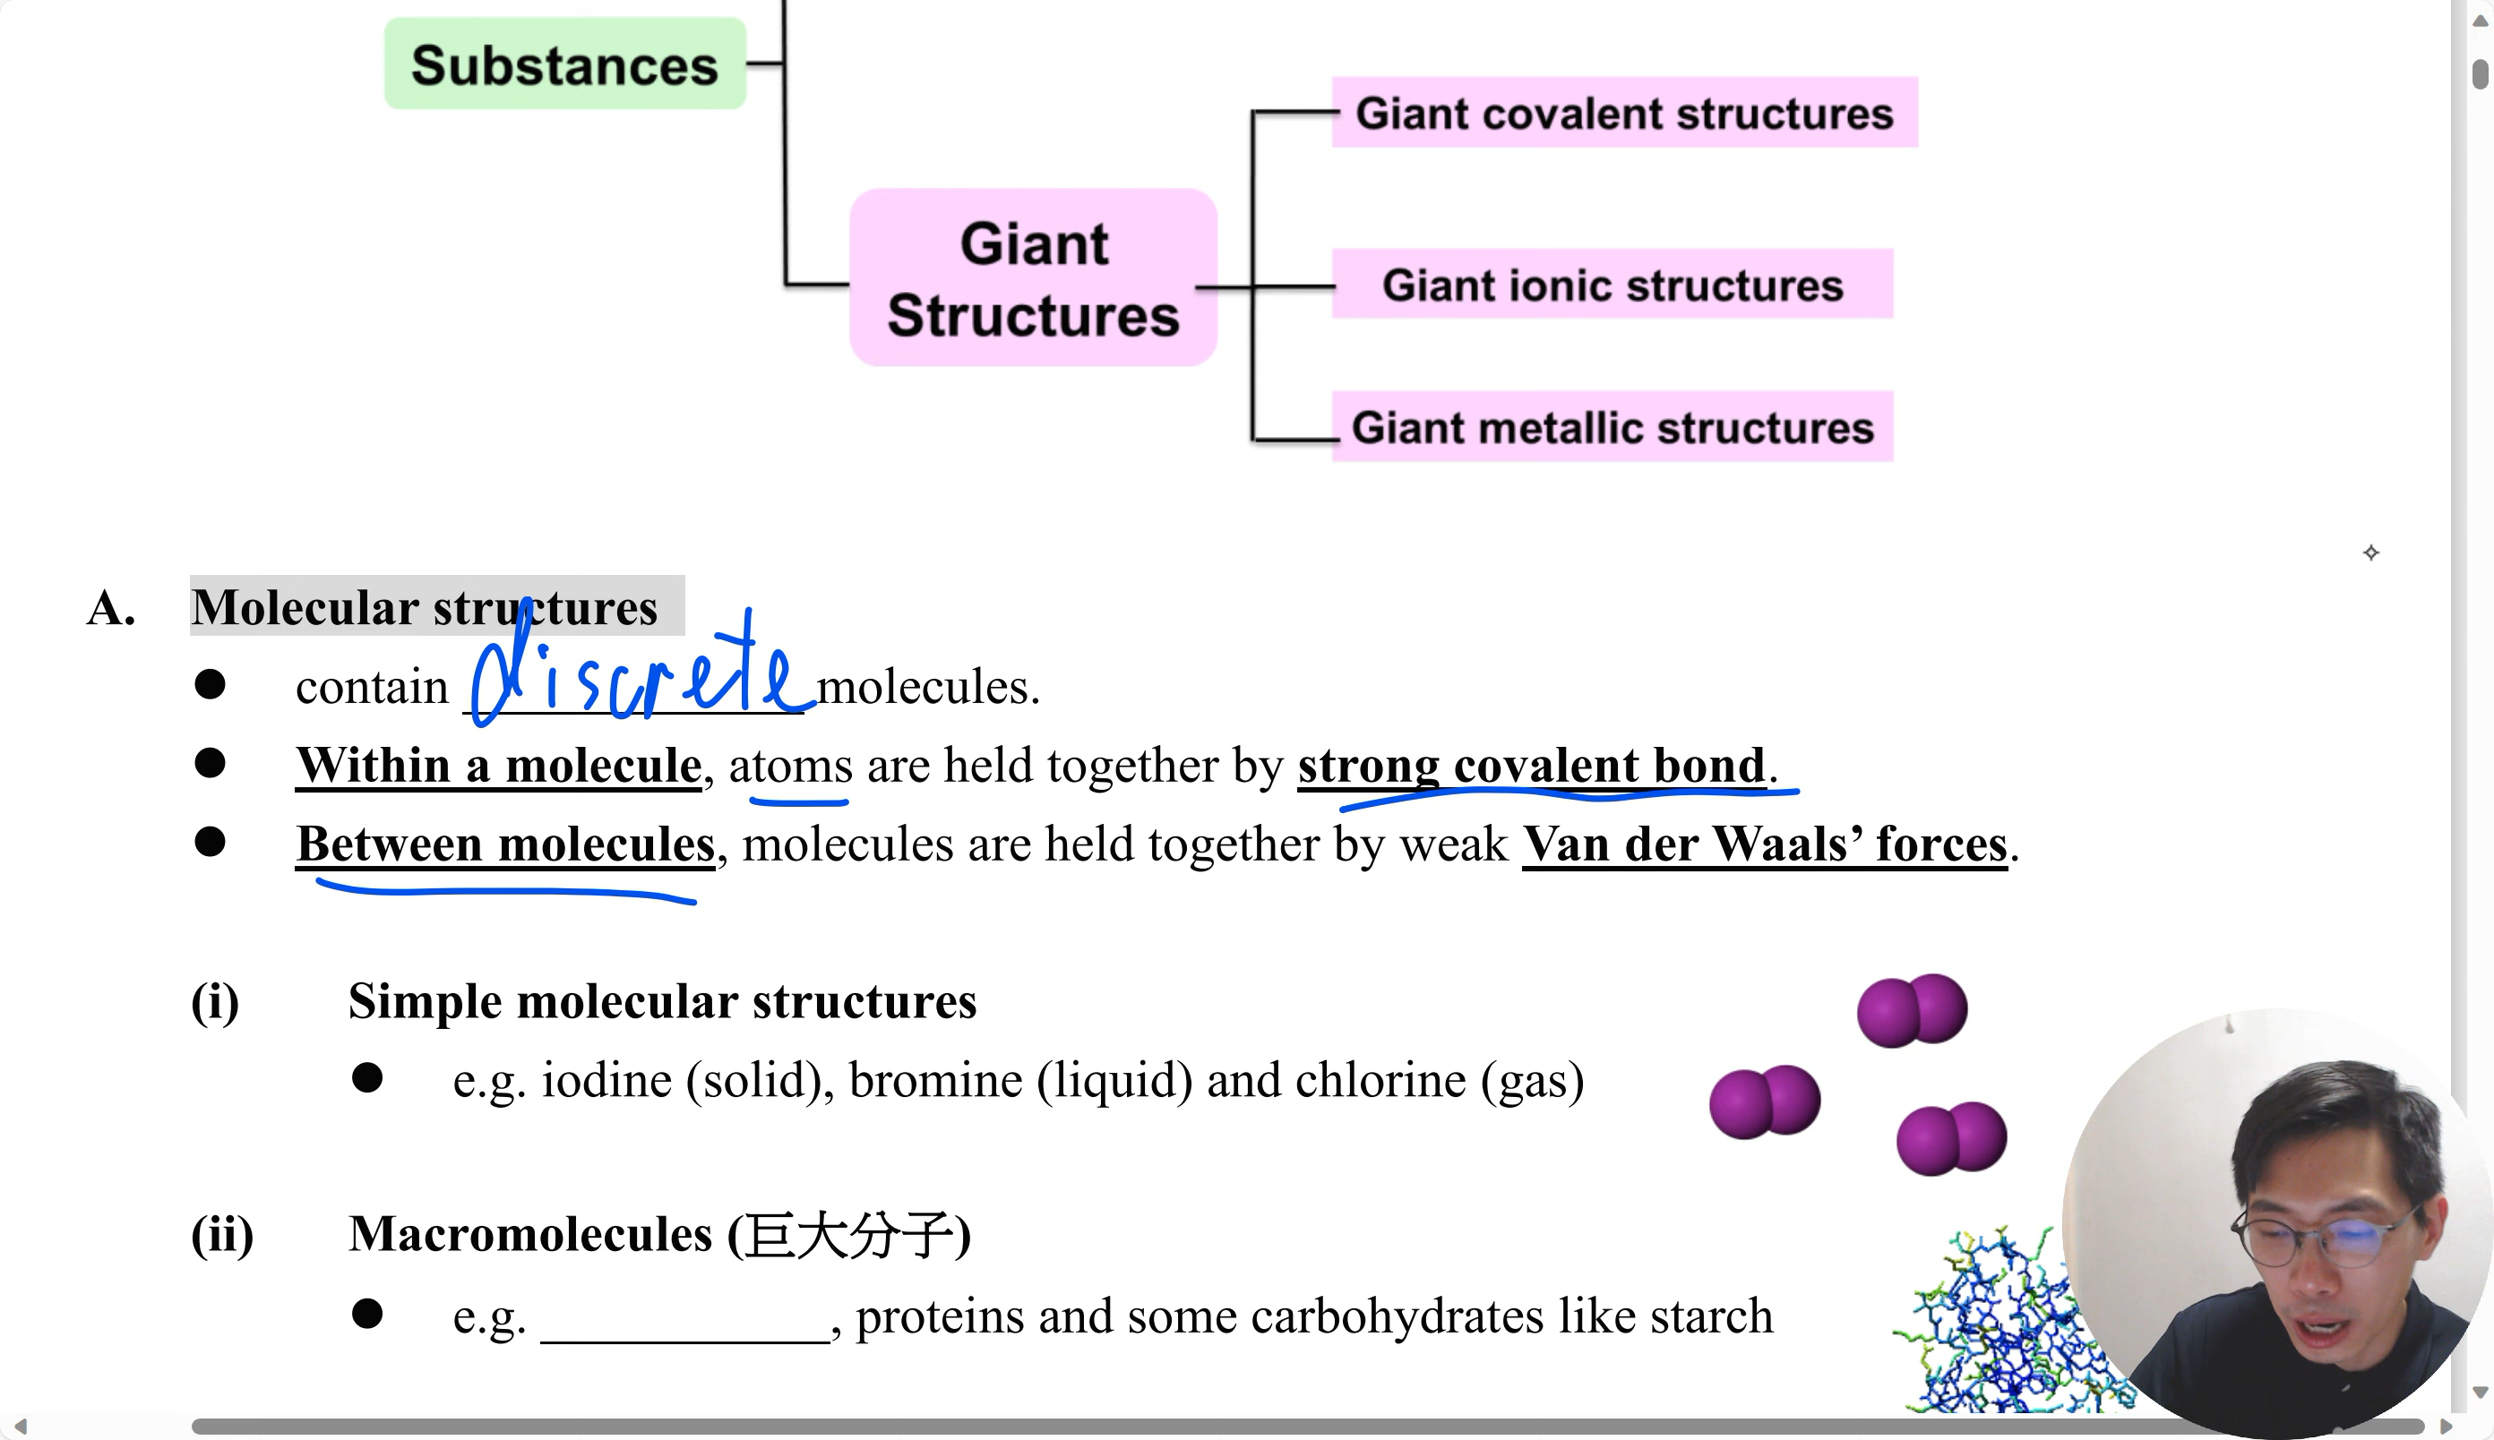 Substances
Giant covalent structures
Giant
Structures
Giant ionic structures
Giant metallic structures
A. Molecular structures
● contain discrete molecules.
● Within a molecule, atoms are held together by strong covalent bond.
● Between molecules, molecules are held together by weak Van der Waals’ forces.
(i) Simple molecular structures
● e.g. iodine (solid), bromine (liquid) and chlorine (gas)
(ii) Macromolecules (巨大分子)
● e.g. ___________, proteins and some carbohydrates like starch